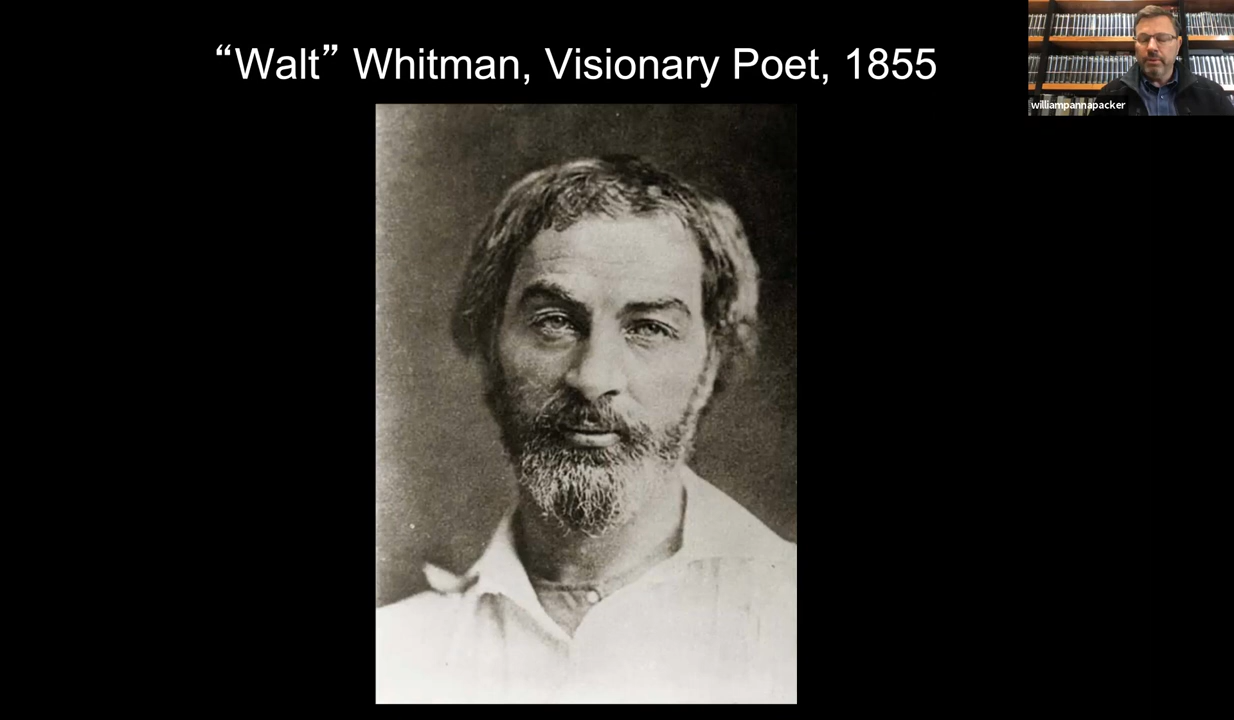 “Walt” Whitman, Visionary Poet, 1855
williampannapacker